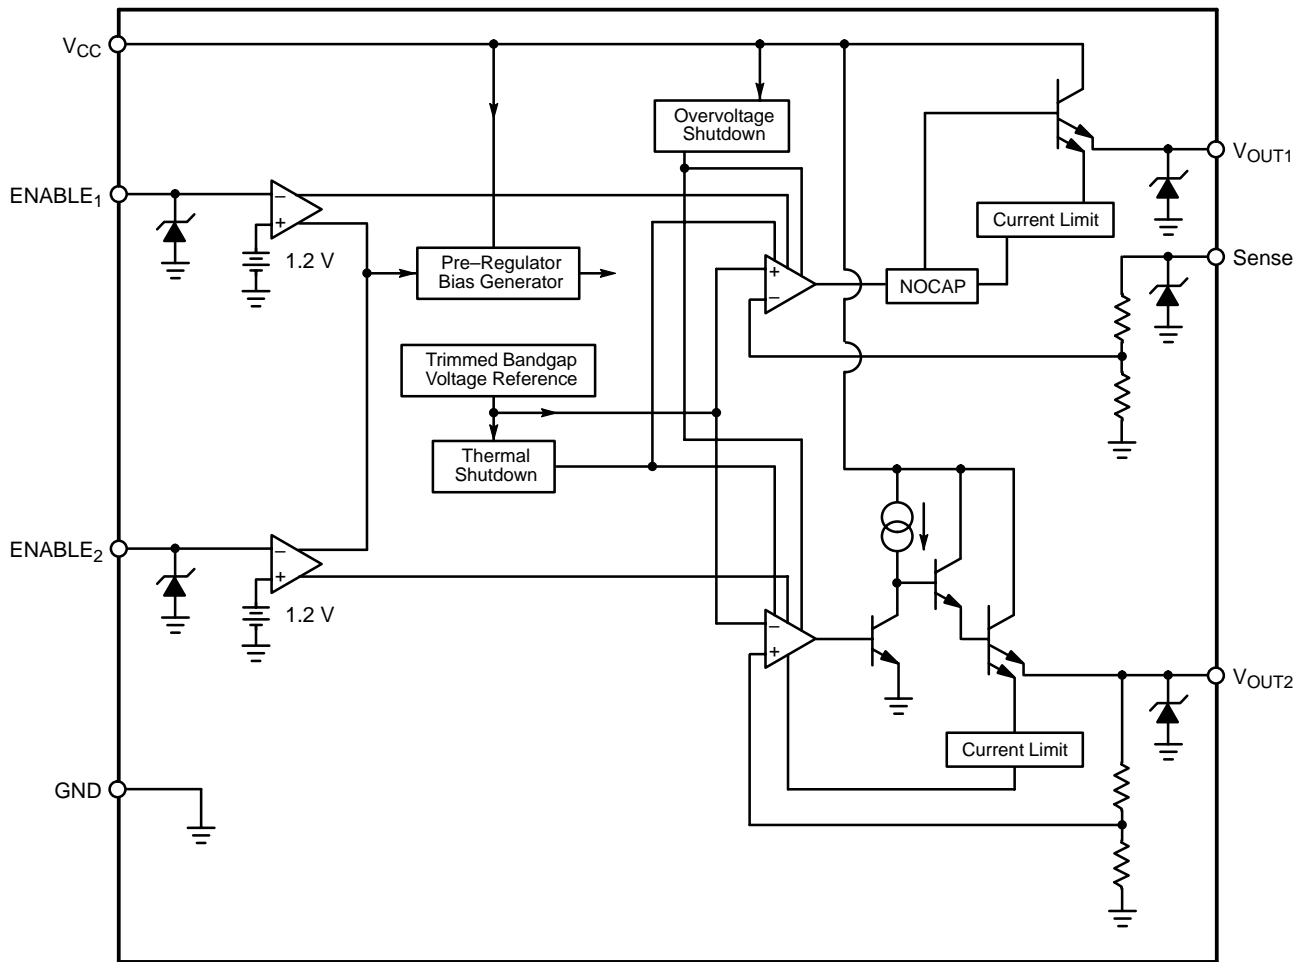 VCC
Overvoltage
Shutdown
VOUT1
ENABLE1
−
+
1.2 V
Current Limit
Pre–Regulator
Bias Generator
+
−
NOCAP
Sense
Trimmed Bandgap
Voltage Reference
Thermal
Shutdown
ENABLE2
−
+
1.2 V
−
+
VOUT2
Current Limit
GND